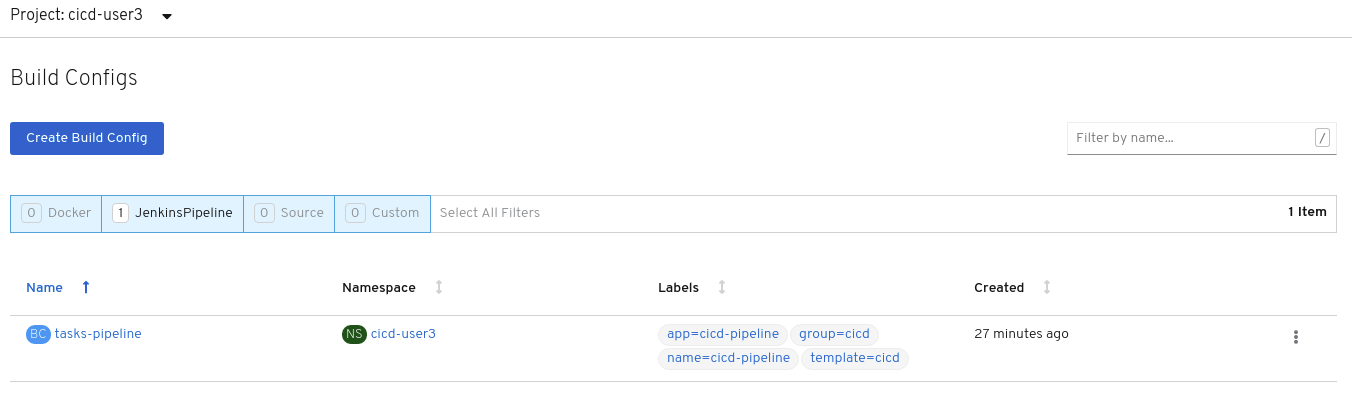 Project: cicd-user3
Build Configs
Create Build Config
Filter by name...
/
0 Docker 1 JenkinsPipeline 0 Source 0 Custom Select All Filters 1 Item
Name Namespace Labels Created
BC tasks-pipeline NS cicd-user3 app=cicd-pipeline group=cicd 27 minutes ago
name=cicd-pipeline template=cicd